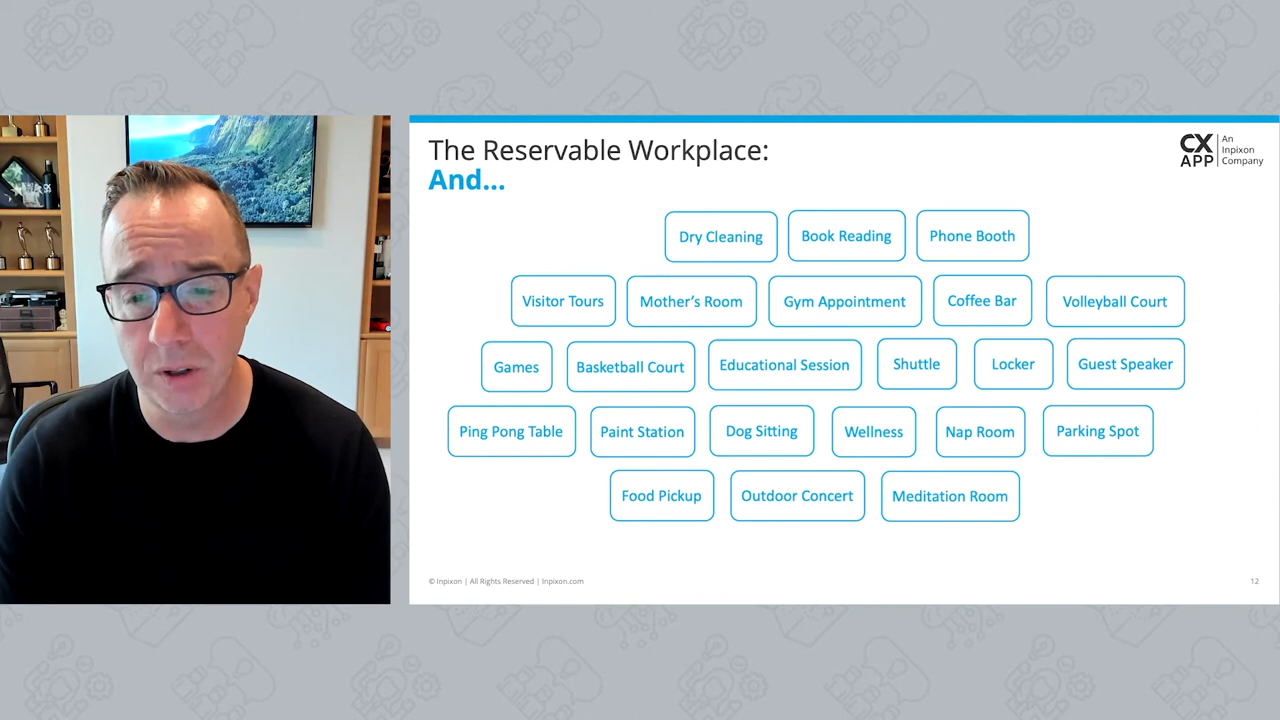 The Reservable Workplace:
And...
CX
APP
An
Inpixon
Company
Dry Cleaning
Book Reading
Phone Booth
Visitor Tours
Mother's Room
Gym Appointment
Coffee Bar
Volleyball Court
Games
Basketball Court
Educational Session
Shuttle
Locker
Guest Speaker
Ping Pong Table
Paint Station
Dog Sitting
Wellness
Nap Room
Parking Spot
Food Pickup
Outdoor Concert
Meditation Room
© Inpixon | All Rights Reserved | Inpixon.com
12